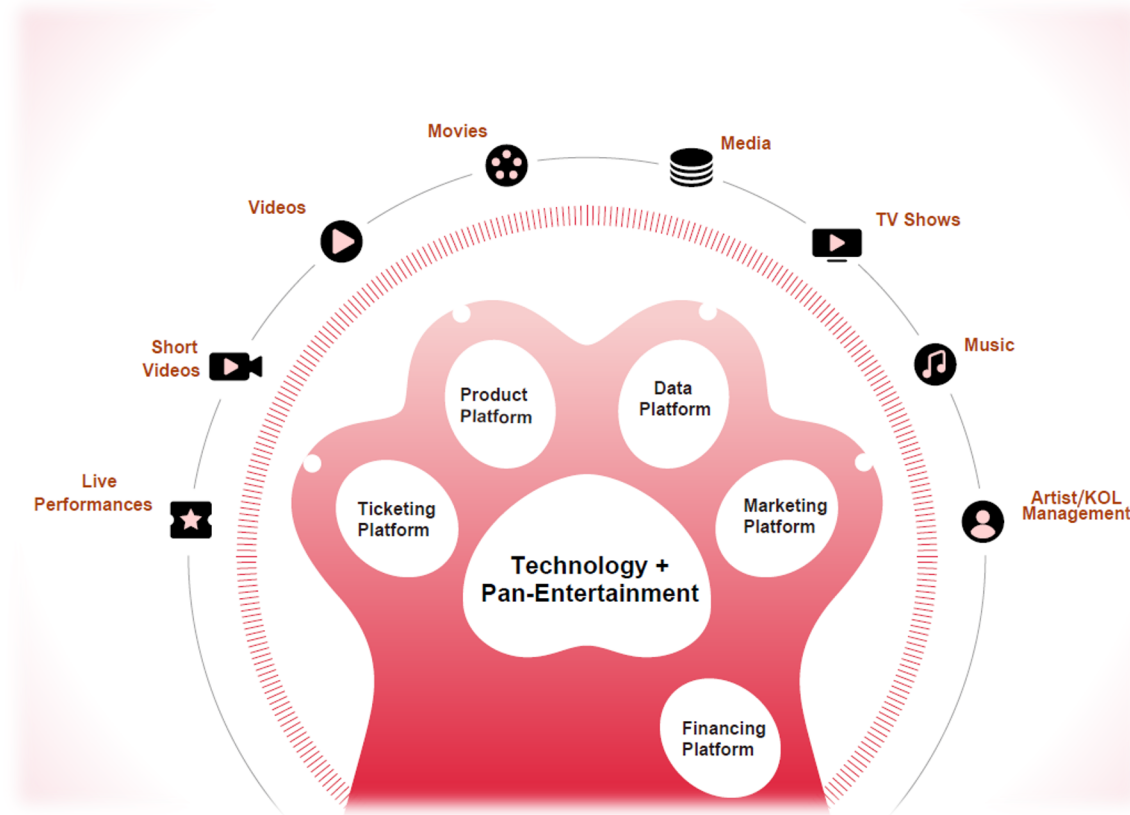 Movies
Media
Videos
TV Shows
Short
Videos
Music
Live
Performances
Artist/KOL
Management
Product
Platform
Data
Platform
Ticketing
Platform
Marketing
Platform
Technology +
Pan-Entertainment
Financing
Platform